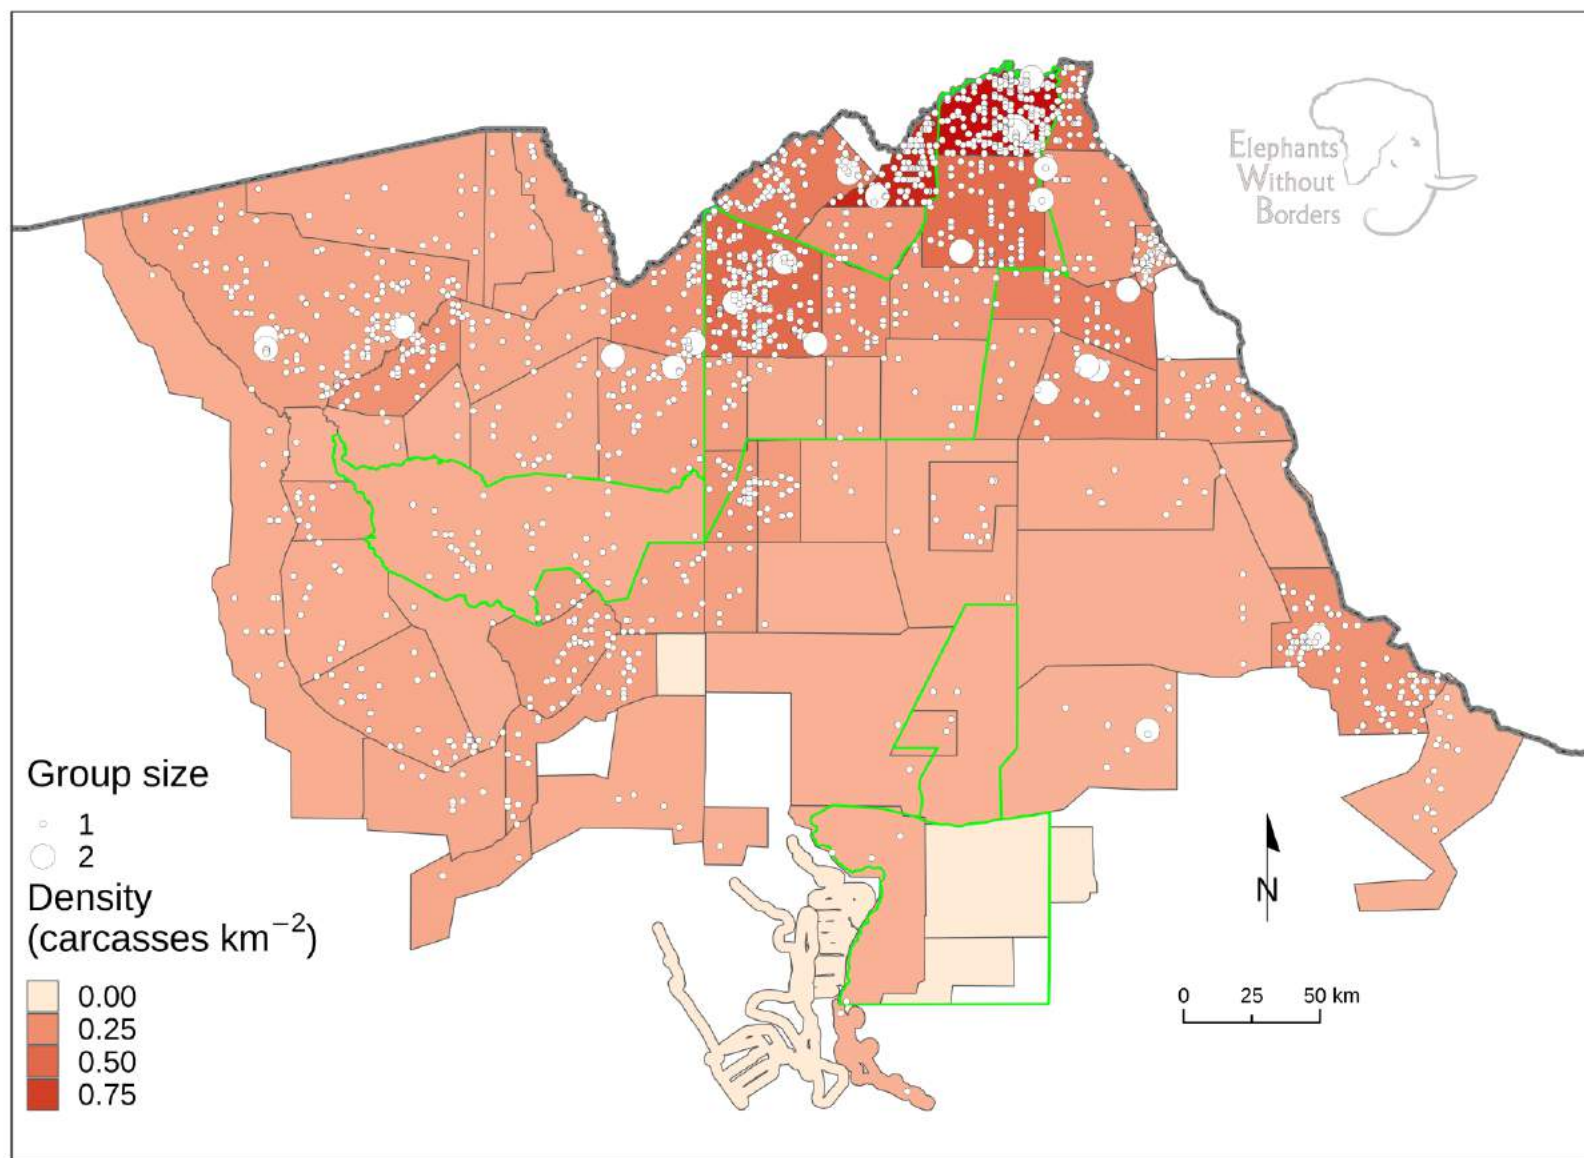 Elephants
Without
Borders
Group size
1
2
Density
(carcasses km−2)
0.00
0.25
0.50
0.75
N
0 25 50 km